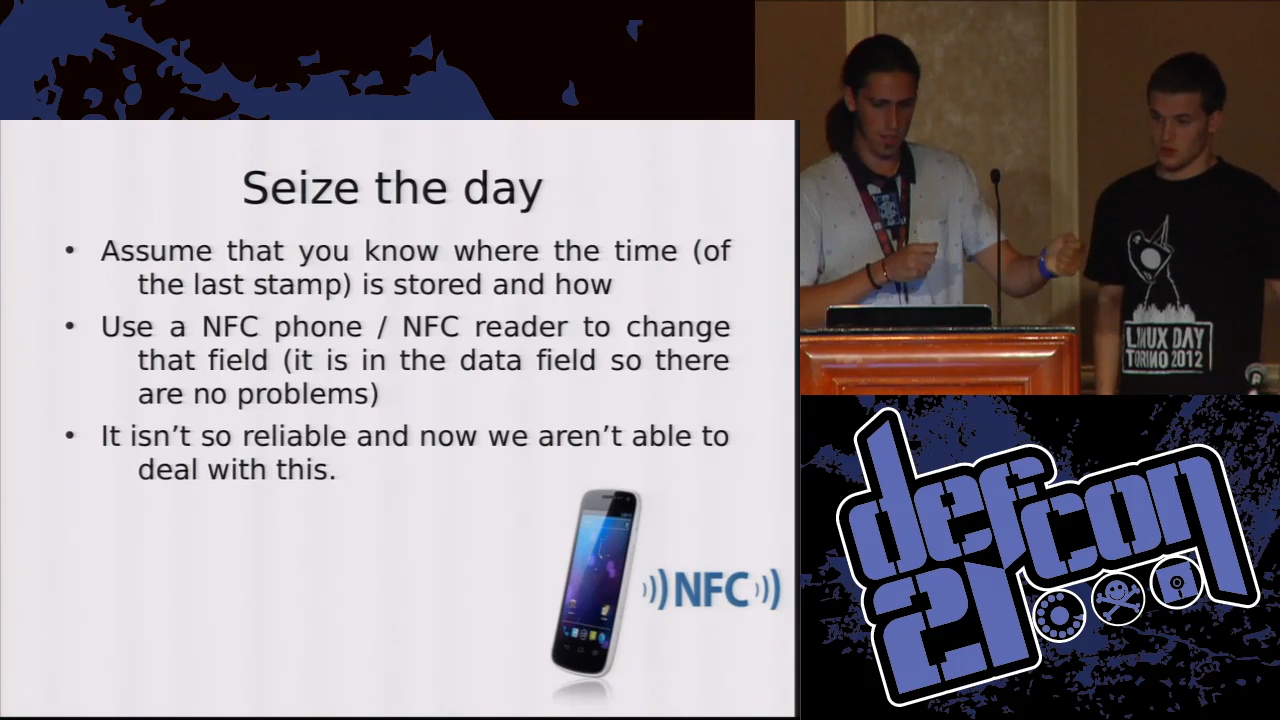 Seize the day
• Assume that you know where the time (of
the last stamp) is stored and how
• Use a NFC phone / NFC reader to change
that field (it is in the data field so there
are no problems)
• It isn’t so reliable and now we aren’t able to
deal with this.
NFC
LINUX DAY
TORINO 2012
defcon
21